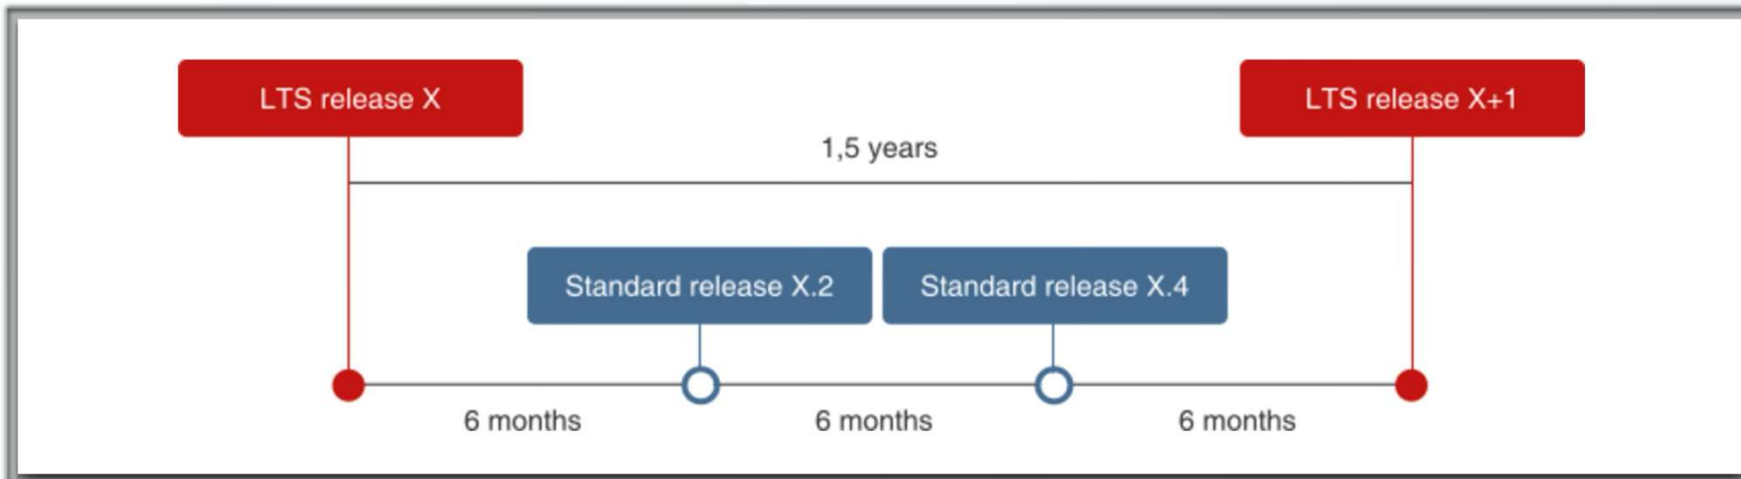 LTS release X
LTS release X+1
1,5 years
Standard release X.2
Standard release X.4
6 months
6 months
6 months